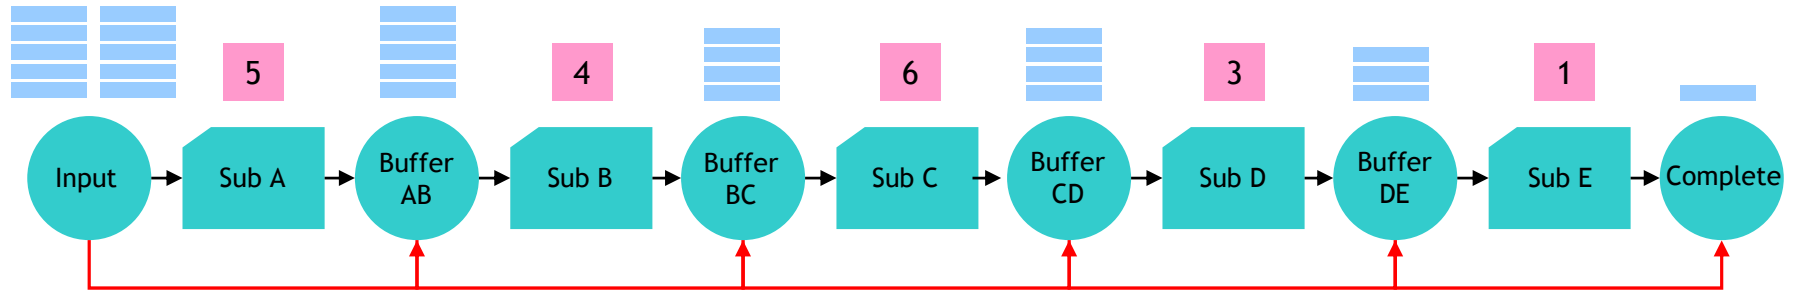 5
4
6
3
1
Input
Sub A
Buffer
AB
Sub B
Buffer
BC
Sub C
Buffer
CD
Sub D
Buffer
DE
Sub E
Complete